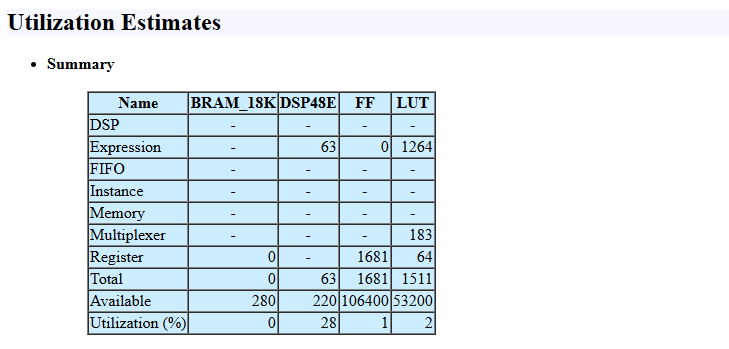 Utilization Estimates
• Summary
Name BRAM_18K DSP48E FF LUT
DSP - - - -
Expression - 63 0 1264
FIFO - - - -
Instance - - - -
Memory - - - -
Multiplexer - - - 183
Register 0 - 1681 64
Total 0 63 1681 1511
Available 280 220 106400 53200
Utilization (%) 0 28 1 2